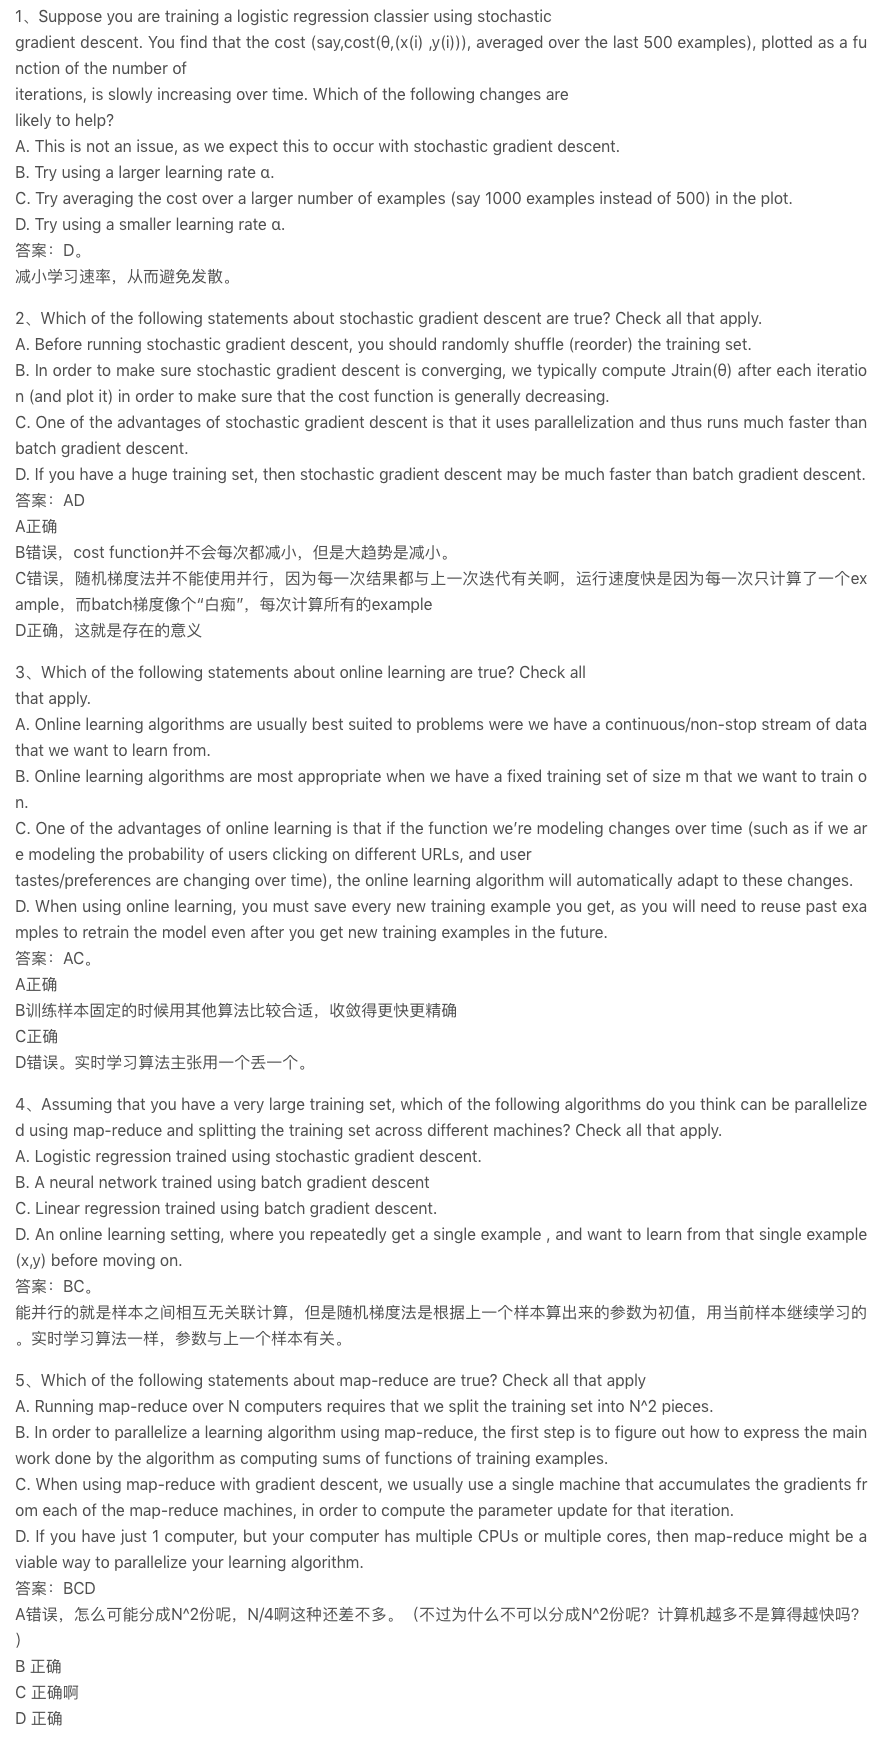 1、Suppose you are training a logistic regression classier using stochastic
gradient descent. You find that the cost (say,cost(θ,(x(i) ,y(i))), averaged over the last 500 examples), plotted as a fu
nction of the number of
iterations, is slowly increasing over time. Which of the following changes are
likely to help?
A. This is not an issue, as we expect this to occur with stochastic gradient descent.
B. Try using a larger learning rate α.
C. Try averaging the cost over a larger number of examples (say 1000 examples instead of 500) in the plot.
D. Try using a smaller learning rate α.
答案：D。
减小学习速率，从而避免发散。
2、Which of the following statements about stochastic gradient descent are true? Check all that apply.
A. Before running stochastic gradient descent, you should randomly shuffle (reorder) the training set.
B. In order to make sure stochastic gradient descent is converging, we typically compute Jtrain(θ) after each iteratio
n (and plot it) in order to make sure that the cost function is generally decreasing.
C. One of the advantages of stochastic gradient descent is that it uses parallelization and thus runs much faster than
batch gradient descent.
D. If you have a huge training set, then stochastic gradient descent may be much faster than batch gradient descent.
答案：AD
A正确
B错误，cost function并不会每次都减小，但是大趋势是减小。
C错误，随机梯度法并不能使用并行，因为每一次结果都与上一次迭代有关啊，运行速度快是因为每一次只计算了一个ex
ample，而batch梯度像个“白痴”，每次计算所有的example
D正确，这就是存在的意义
3、Which of the following statements about online learning are true? Check all
that apply.
A. Online learning algorithms are usually best suited to problems were we have a continuous/non-stop stream of data
that we want to learn from.
B. Online learning algorithms are most appropriate when we have a fixed training set of size m that we want to train o
n.
C. One of the advantages of online learning is that if the function we’re modeling changes over time (such as if we ar
e modeling the probability of users clicking on different URLs, and user
tastes/preferences are changing over time), the online learning algorithm will automatically adapt to these changes.
D. When using online learning, you must save every new training example you get, as you will need to reuse past exa
mples to retrain the model even after you get new training examples in the future.
答案：AC。
A正确
B训练样本固定的时候用其他算法比较合适，收敛得更快更精确
C正确
D错误。实时学习算法主张用一个丢一个。
4、Assuming that you have a very large training set, which of the following algorithms do you think can be parallelize
d using map-reduce and splitting the training set across different machines? Check all that apply.
A. Logistic regression trained using stochastic gradient descent.
B. A neural network trained using batch gradient descent
C. Linear regression trained using batch gradient descent.
D. An online learning setting, where you repeatedly get a single example , and want to learn from that single example
(x,y) before moving on.
答案：BC。
能并行的就是样本之间相互无关联计算，但是随机梯度法是根据上一个样本算出来的参数为初值，用当前样本继续学习的
。实时学习算法一样，参数与上一个样本有关。
5、Which of the following statements about map-reduce are true? Check all that apply
A. Running map-reduce over N computers requires that we split the training set into N^2 pieces.
B. In order to parallelize a learning algorithm using map-reduce, the first step is to figure out how to express the main
work done by the algorithm as computing sums of functions of training examples.
C. When using map-reduce with gradient descent, we usually use a single machine that accumulates the gradients fr
om each of the map-reduce machines, in order to compute the parameter update for that iteration.
D. If you have just 1 computer, but your computer has multiple CPUs or multiple cores, then map-reduce might be a
viable way to parallelize your learning algorithm.
答案：BCD
A错误，怎么可能分成N^2份呢，N/4啊这种还差不多。（不过为什么不可以分成N^2份呢？计算机越多不是算得越快吗？
）
B 正确
C 正确啊
D 正确